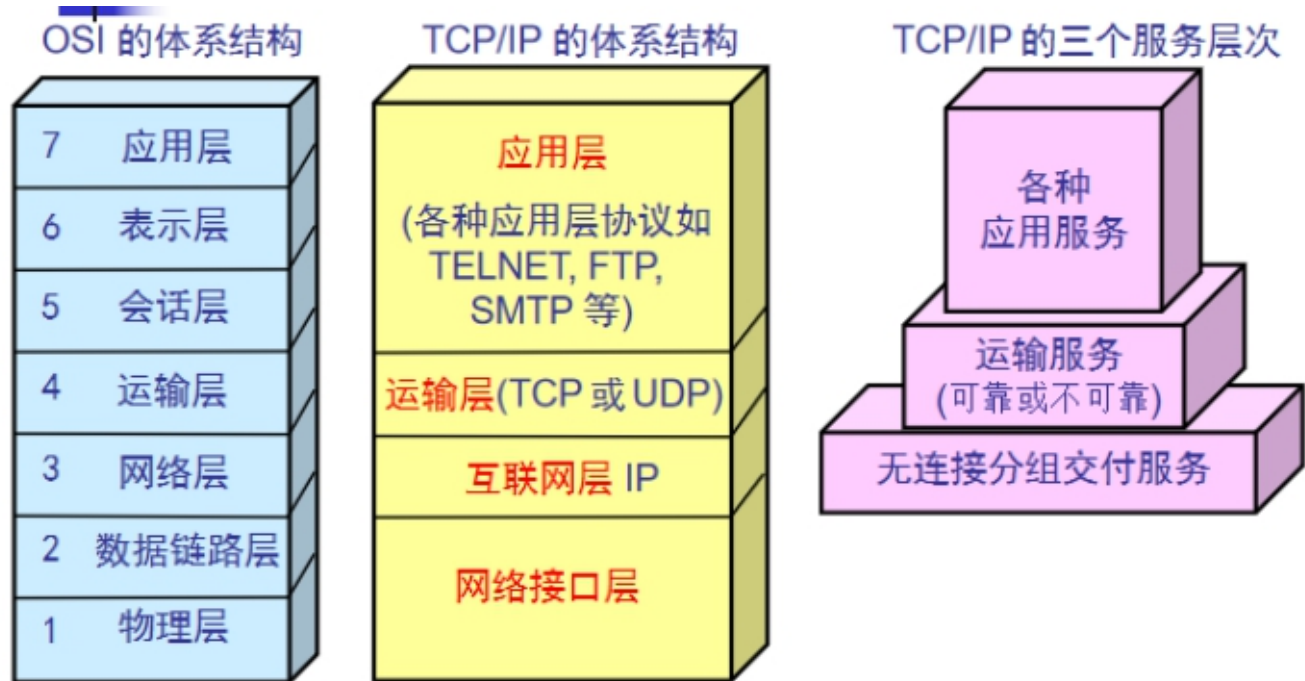 OSI 的体系结构
7 应用层
6 表示层
5 会话层
4 运输层
3 网络层
2 数据链路层
1 物理层
TCP/IP 的体系结构
应用层
(各种应用层协议如
TELNET, FTP,
SMTP 等)
运输层(TCP 或 UDP)
互联网层 IP
网络接口层
TCP/IP 的三个服务层次
各种
应用服务
运输服务
(可靠或不可靠)
无连接分组交付服务